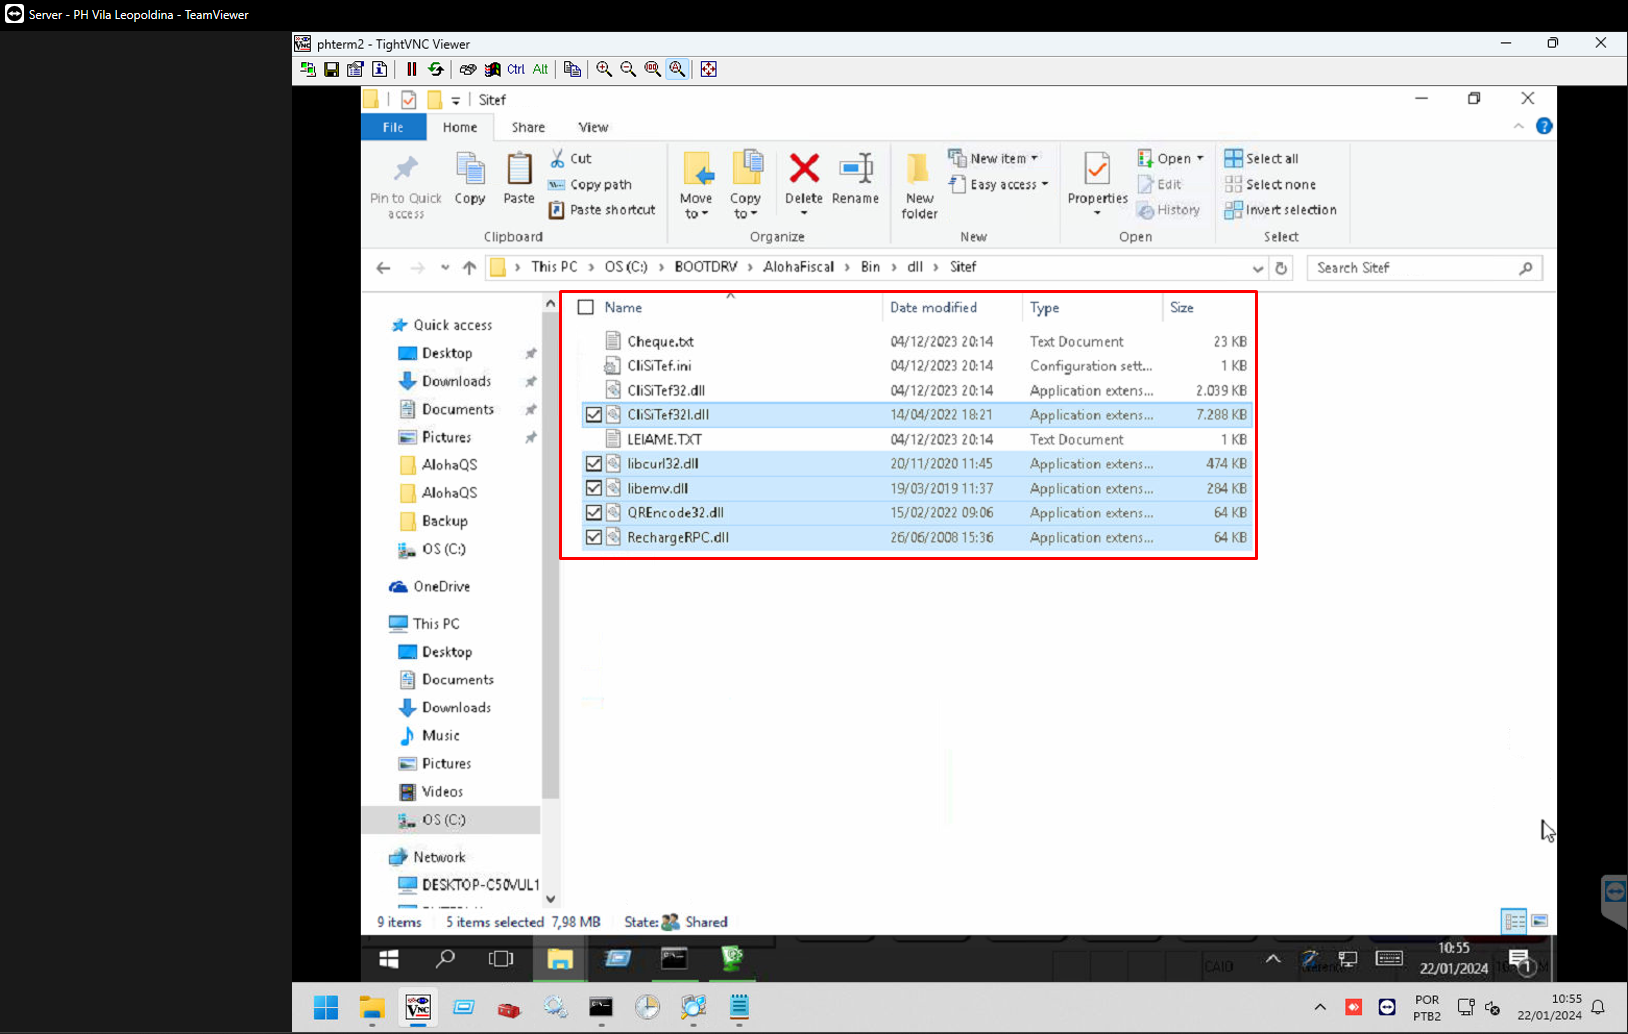 Server - PH Vila Leopoldina - TeamViewer
phterm2 - TightVNC Viewer
Ctrl Alt
Sitef
File Home Share View
Pin to Quick access
Copy
Paste
Cut
Copy path
Paste shortcut
Clipboard
Move to
Copy to
Delete
Rename
Organize
New folder
New item
Easy access
New
Properties
Open
Edit
History
Open
Select all
Select none
Invert selection
Select
This PC > OS (C:) > BOOTDRV > AlohaFiscal > Bin > dll > Sitef
Search Sitef
Quick access
Desktop
Downloads
Documents
Pictures
AlohaQS
AlohaQS
Backup
OS (C:)
OneDrive
This PC
Desktop
Documents
Downloads
Music
Pictures
Videos
OS (C:)
Network
DESKTOP-C50VUL1
Name Date modified Type Size
Cheque.txt 04/12/2023 20:14 Text Document 23 KB
CliSiTef.ini 04/12/2023 20:14 Configuration sett... 1 KB
CliSiTef32.dll 04/12/2023 20:14 Application extens... 2.039 KB
CliSiTef32I.dll 14/04/2022 18:21 Application extens... 7.288 KB
LEIAME.TXT 04/12/2023 20:14 Text Document 1 KB
libcurl32.dll 20/11/2020 11:45 Application extens... 474 KB
libemv.dll 19/03/2019 11:37 Application extens... 284 KB
QREncode32.dll 15/02/2022 09:06 Application extens... 64 KB
RechargeRPC.dll 26/06/2008 15:36 Application extens... 64 KB
9 items 5 items selected 7,98 MB State: Shared
CAIO
10:55
22/01/2024
1
POR
PTB2
10:55
22/01/2024